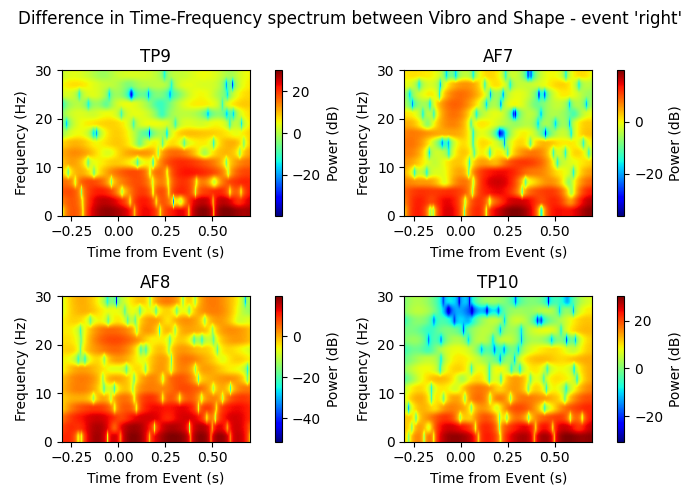 Difference in Time-Frequency spectrum between Vibro and Shape - event 'right'
TP9
30
20
10
0
Frequency (Hz)
−0.25 0.00 0.25 0.50
Time from Event (s)
20
0
−20
Power (dB)
AF7
30
20
10
0
Frequency (Hz)
−0.25 0.00 0.25 0.50
Time from Event (s)
0
−20
Power (dB)
AF8
30
20
10
0
Frequency (Hz)
−0.25 0.00 0.25 0.50
Time from Event (s)
0
−20
−40
Power (dB)
TP10
30
20
10
0
Frequency (Hz)
−0.25 0.00 0.25 0.50
Time from Event (s)
20
0
−20
Power (dB)